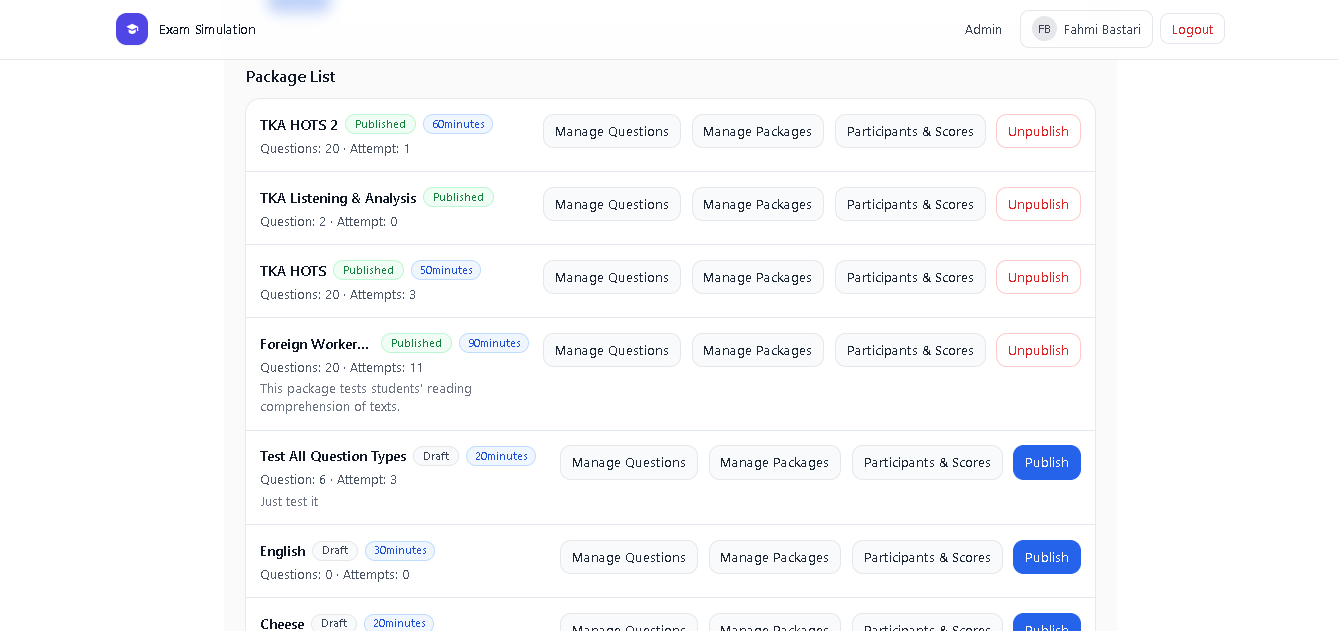 Exam Simulation
Admin
FB
Fahmi Bastari
Logout
Package List
TKA HOTS 2 Published 60minutes
Questions: 20 · Attempt: 1
Manage Questions Manage Packages Participants & Scores Unpublish
TKA Listening & Analysis Published
Question: 2 · Attempt: 0
Manage Questions Manage Packages Participants & Scores Unpublish
TKA HOTS Published 50minutes
Questions: 20 · Attempts: 3
Manage Questions Manage Packages Participants & Scores Unpublish
Foreign Worker... Published 90minutes
Questions: 20 · Attempts: 11
This package tests students' reading
comprehension of texts.
Manage Questions Manage Packages Participants & Scores Unpublish
Test All Question Types Draft 20minutes
Question: 6 · Attempt: 3
Just test it
Manage Questions Manage Packages Participants & Scores Publish
English Draft 30minutes
Questions: 0 · Attempts: 0
Manage Questions Manage Packages Participants & Scores Publish
Cheese Draft 20minutes
Manage Questions Manage Packages Participants & Scores Publish